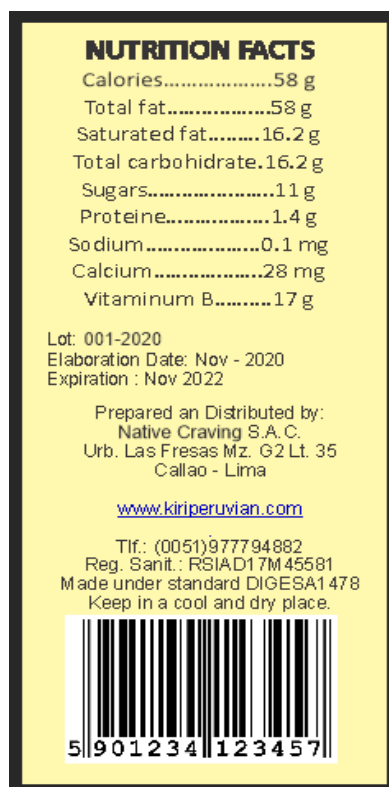 NUTRITION FACTS
Calories...................58 g
Total fat...................58 g
Saturated fat.........16.2 g
Total carbohidrate.16.2 g
Sugars.......................11 g
Proteine...................1.4 g
Sodium....................0.1 mg
Calcium...................28 mg
Vitaminum B..........17 g
Lot: 001-2020
Elaboration Date: Nov - 2020
Expiration : Nov 2022
Prepared an Distributed by:
Native Craving S.A.C.
Urb. Las Fresas Mz. G2 Lt. 35
Callao - Lima
www.kiriperuvian.com
Tlf.: (0051)977794882
Reg. Sanit.: RSIAD17M45581
Made under standard DIGESA1478
Keep in a cool and dry place.
5 901234 123457